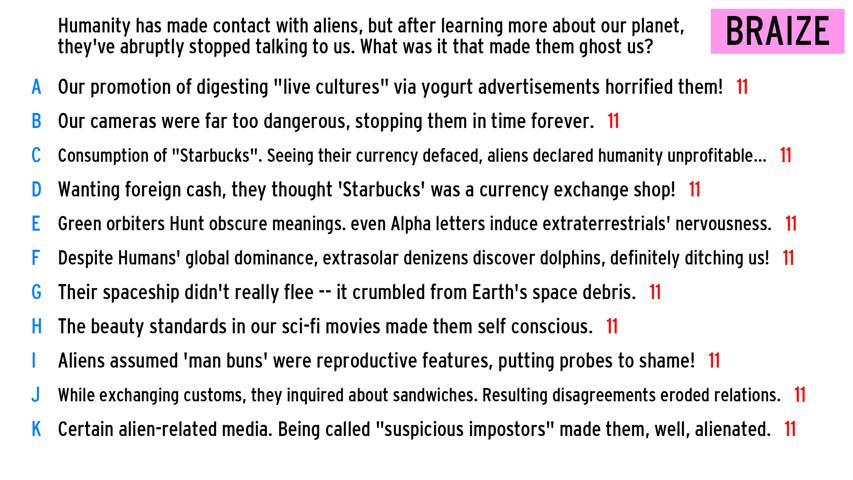 Humanity has made contact with aliens, but after learning more about our planet,
they've abruptly stopped talking to us. What was it that made them ghost us?
BRAIZE
A Our promotion of digesting "live cultures" via yogurt advertisements horrified them! 11
B Our cameras were far too dangerous, stopping them in time forever. 11
C Consumption of "Starbucks". Seeing their currency defaced, aliens declared humanity unprofitable... 11
D Wanting foreign cash, they thought 'Starbucks' was a currency exchange shop! 11
E Green orbiters Hunt obscure meanings. even Alpha letters induce extraterrestrials' nervousness. 11
F Despite Humans' global dominance, extrasolar denizens discover dolphins, definitely ditching us! 11
G Their spaceship didn't really flee -- it crumbled from Earth's space debris. 11
H The beauty standards in our sci-fi movies made them self conscious. 11
I Aliens assumed 'man buns' were reproductive features, putting probes to shame! 11
J While exchanging customs, they inquired about sandwiches. Resulting disagreements eroded relations. 11
K Certain alien-related media. Being called "suspicious impostors" made them, well, alienated. 11